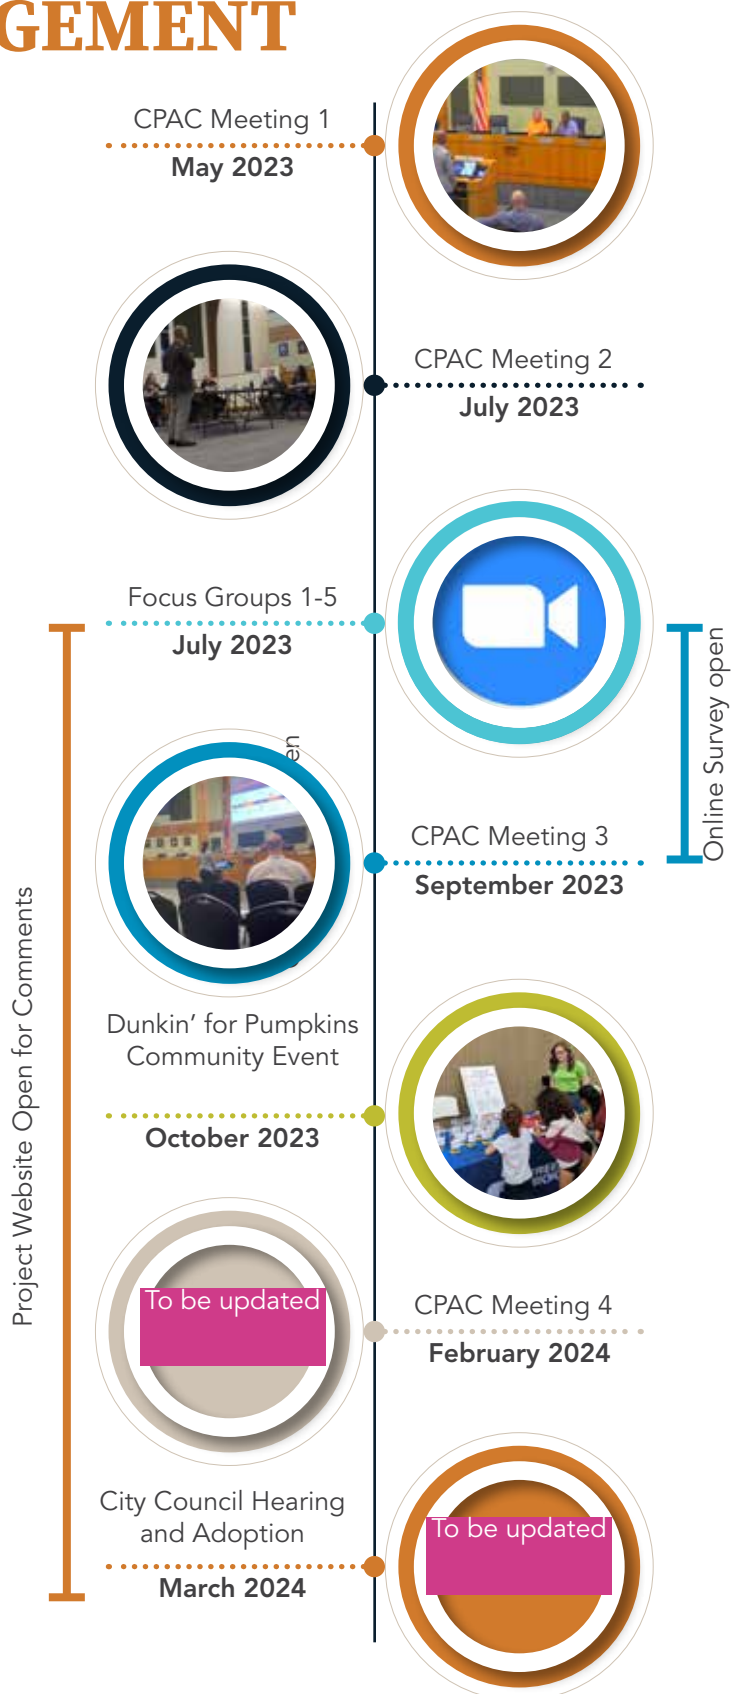 GEMENT
CPAC Meeting 1
May 2023
CPAC Meeting 2
July 2023
Focus Groups 1-5
July 2023
Online Survey open
en
CPAC Meeting 3
September 2023
Project Website Open for Comments
Dunkin’ for Pumpkins
Community Event
October 2023
To be updated
CPAC Meeting 4
February 2024
City Council Hearing
and Adoption
March 2024
To be updated